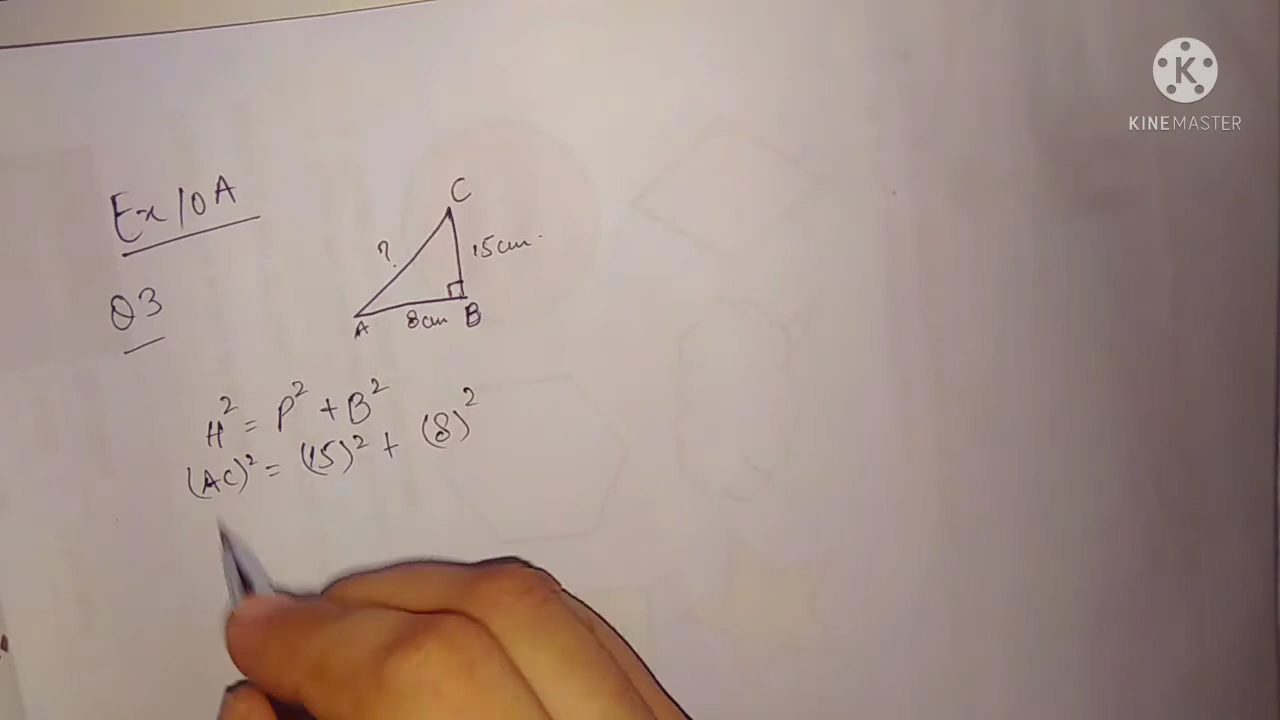 KINEMASTER
Ex 10A
C
?
15cm.
Q3
A
8cm
B
H² = P² + B²
(AC)² = (15)² + (8)²